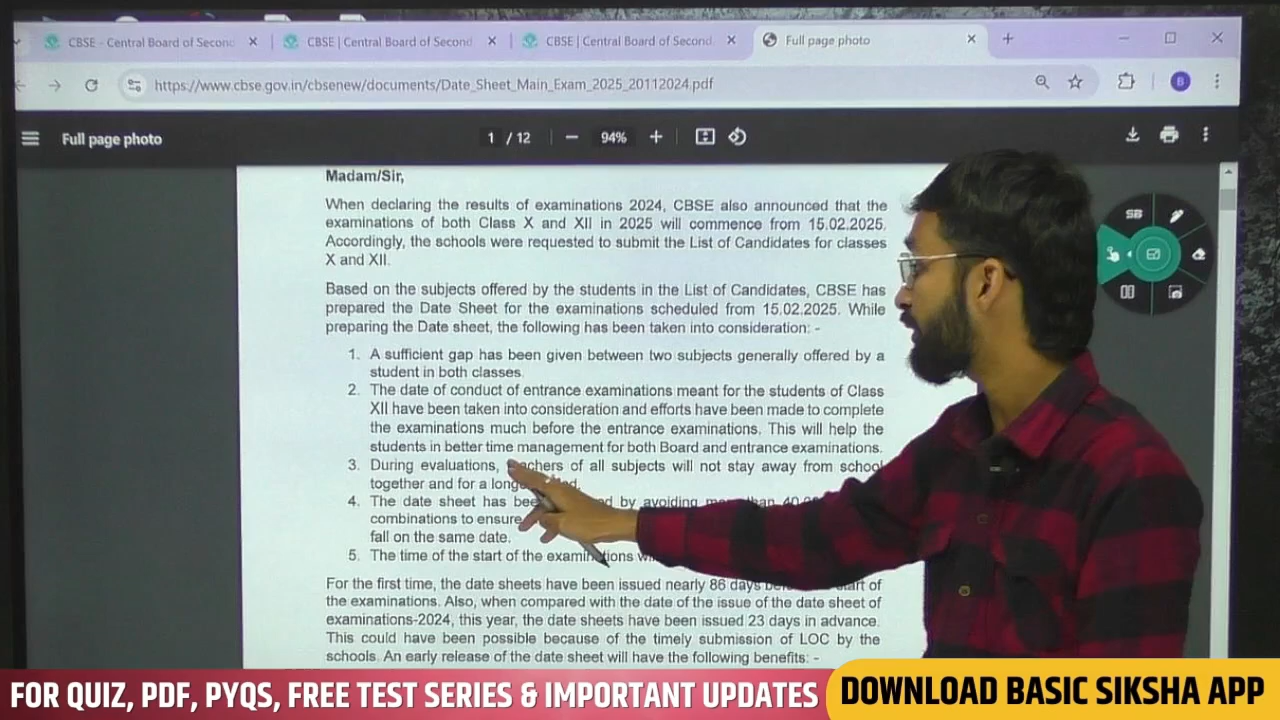 CBSE - Central Board of Second
CBSE | Central Board of Second
CBSE | Central Board of Second
Full page photo
https://www.cbse.gov.in/cbsenew/documents/Date_Sheet_Main_Exam_2025_20112024.pdf
B
Full page photo
1 / 12
94%
Madam/Sir,
When declaring the results of examinations 2024, CBSE also announced that the
examinations of both Class X and XII in 2025 will commence from 15.02.2025.
Accordingly, the schools were requested to submit the List of Candidates for classes
X and XII.
Based on the subjects offered by the students in the List of Candidates, CBSE has
prepared the Date Sheet for the examinations scheduled from 15.02.2025. While
preparing the Date sheet, the following has been taken into consideration: -
1. A sufficient gap has been given between two subjects generally offered by a
student in both classes.
2. The date of conduct of entrance examinations meant for the students of Class
XII have been taken into consideration and efforts have been made to complete
the examinations much before the entrance examinations. This will help the
students in better time management for both Board and entrance examinations.
3. During evaluations, teachers of all subjects will not stay away from school
together and for a long
4. The date sheet has been by avoiding more than 40,
combinations to ensure
fall on the same date.
5. The time of the start of the examinations
For the first time, the date sheets have been issued nearly 86 days start of
the examinations. Also, when compared with the date of the issue of the date sheet of
examinations-2024, this year, the date sheets have been issued 23 days in advance.
This could have been possible because of the timely submission of LOC by the
schools. An early release of the date sheet will have the following benefits: -
SB
FOR QUIZ, PDF, PYQS, FREE TEST SERIES & IMPORTANT UPDATES
DOWNLOAD BASIC SIKSHA APP